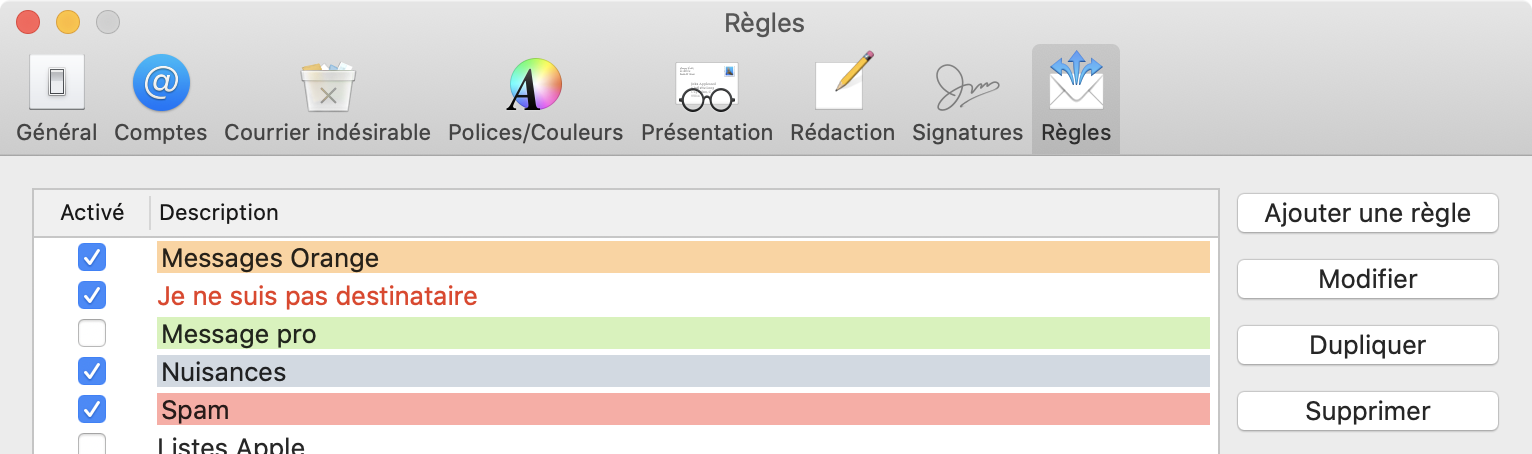 Règles
Général Comptes Courrier indésirable Polices/Couleurs Présentation Rédaction Signatures Règles
Activé Description
Ajouter une règle
Messages Orange
Modifier
Je ne suis pas destinataire
Message pro
Dupliquer
Nuisances
Spam
Supprimer
Listes Apple